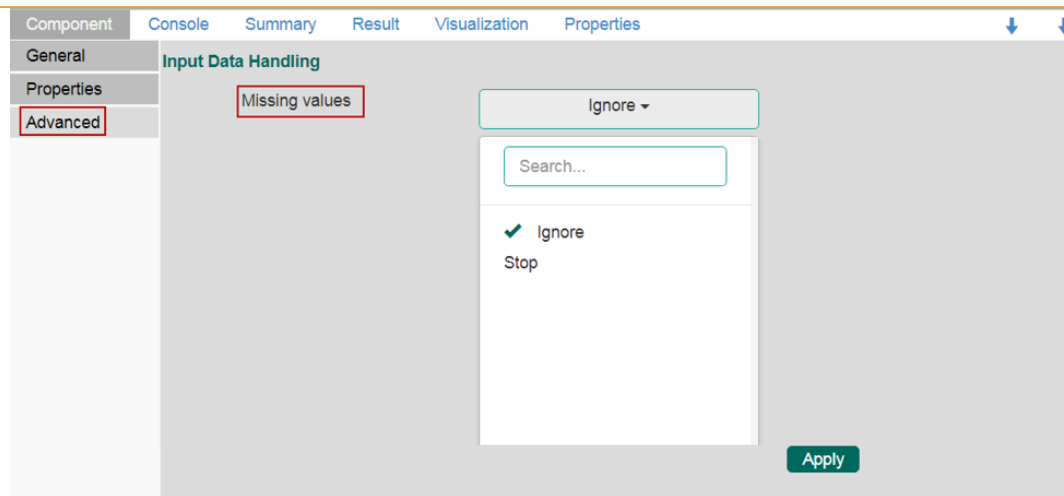 Component Console Summary Result Visualization Properties
General
Properties
Advanced
Input Data Handling
Missing values
Ignore
Search...
Ignore
Stop
Apply